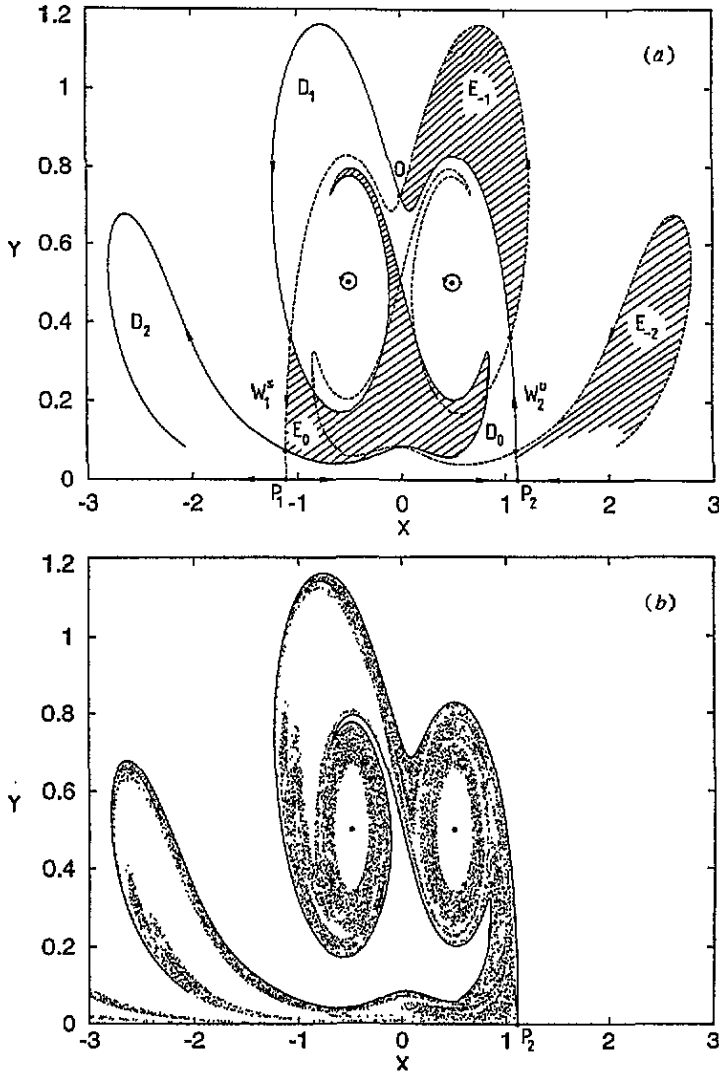 1.2
(a)
D₁
E₋₁
1
0.8
0
Y 0.6
D₂
E₋₂
0.4
W₁ˢ
W₂ᵘ
0.2
E₀
D₀
0
-3 -2 P₁ -1 0 1 P₂ 2 3
X
1.2
(b)
1
0.8
Y 0.6
0.4
0.2
0
-3 -2 -1 0 1 P₂ 2 3
X